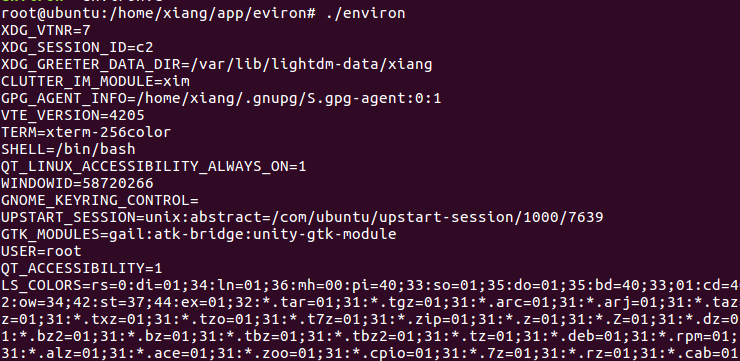 root@ubuntu:/home/xiang/app/eviron# ./environ
XDG_VTNR=7
XDG_SESSION_ID=c2
XDG_GREETER_DATA_DIR=/var/lib/lightdm-data/xiang
CLUTTER_IM_MODULE=xim
GPG_AGENT_INFO=/home/xiang/.gnupg/S.gpg-agent:0:1
VTE_VERSION=4205
TERM=xterm-256color
SHELL=/bin/bash
QT_LINUX_ACCESSIBILITY_ALWAYS_ON=1
WINDOWID=58720266
GNOME_KEYRING_CONTROL=
UPSTART_SESSION=unix:abstract=/com/ubuntu/upstart-session/1000/7639
GTK_MODULES=gail:atk-bridge:unity-gtk-module
USER=root
QT_ACCESSIBILITY=1
LS_COLORS=rs=0:di=01;34:ln=01;36:mh=00:pi=40;33:so=01;35:do=01;35:bd=40;33;01:cd=4
2:ow=34;42:st=37;44:ex=01;32:*.tar=01;31:*.tgz=01;31:*.arc=01;31:*.arj=01;31:*.taz
z=01;31:*.txz=01;31:*.tzo=01;31:*.t7z=01;31:*.zip=01;31:*.z=01;31:*.Z=01;31:*.dz=0
1:*.bz2=01;31:*.bz=01;31:*.tbz=01;31:*.tbz2=01;31:*.tz=01;31:*.deb=01;31:*.rpm=01;
31:*.alz=01;31:*.ace=01;31:*.zoo=01;31:*.cpio=01;31:*.7z=01;31:*.rz=01;31:*.cab=01